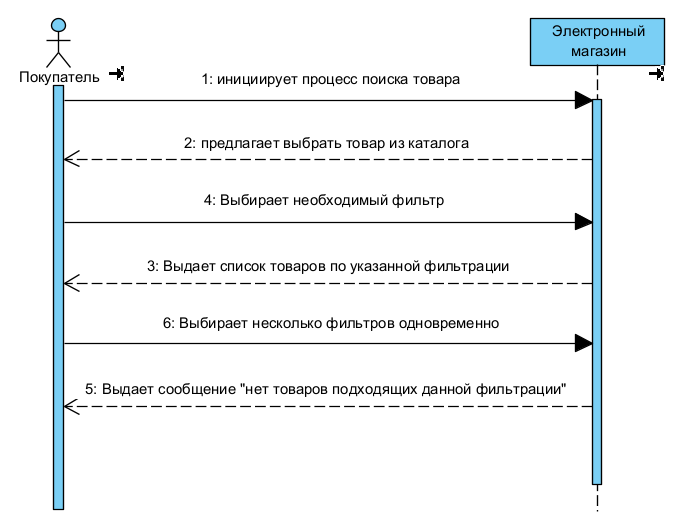 Электронный
магазин
Покупатель
1: инициирует процесс поиска товара
2: предлагает выбрать товар из каталога
4: Выбирает необходимый фильтр
3: Выдает список товаров по указанной фильтрации
6: Выбирает несколько фильтров одновременно
5: Выдает сообщение "нет товаров подходящих данной фильтрации"